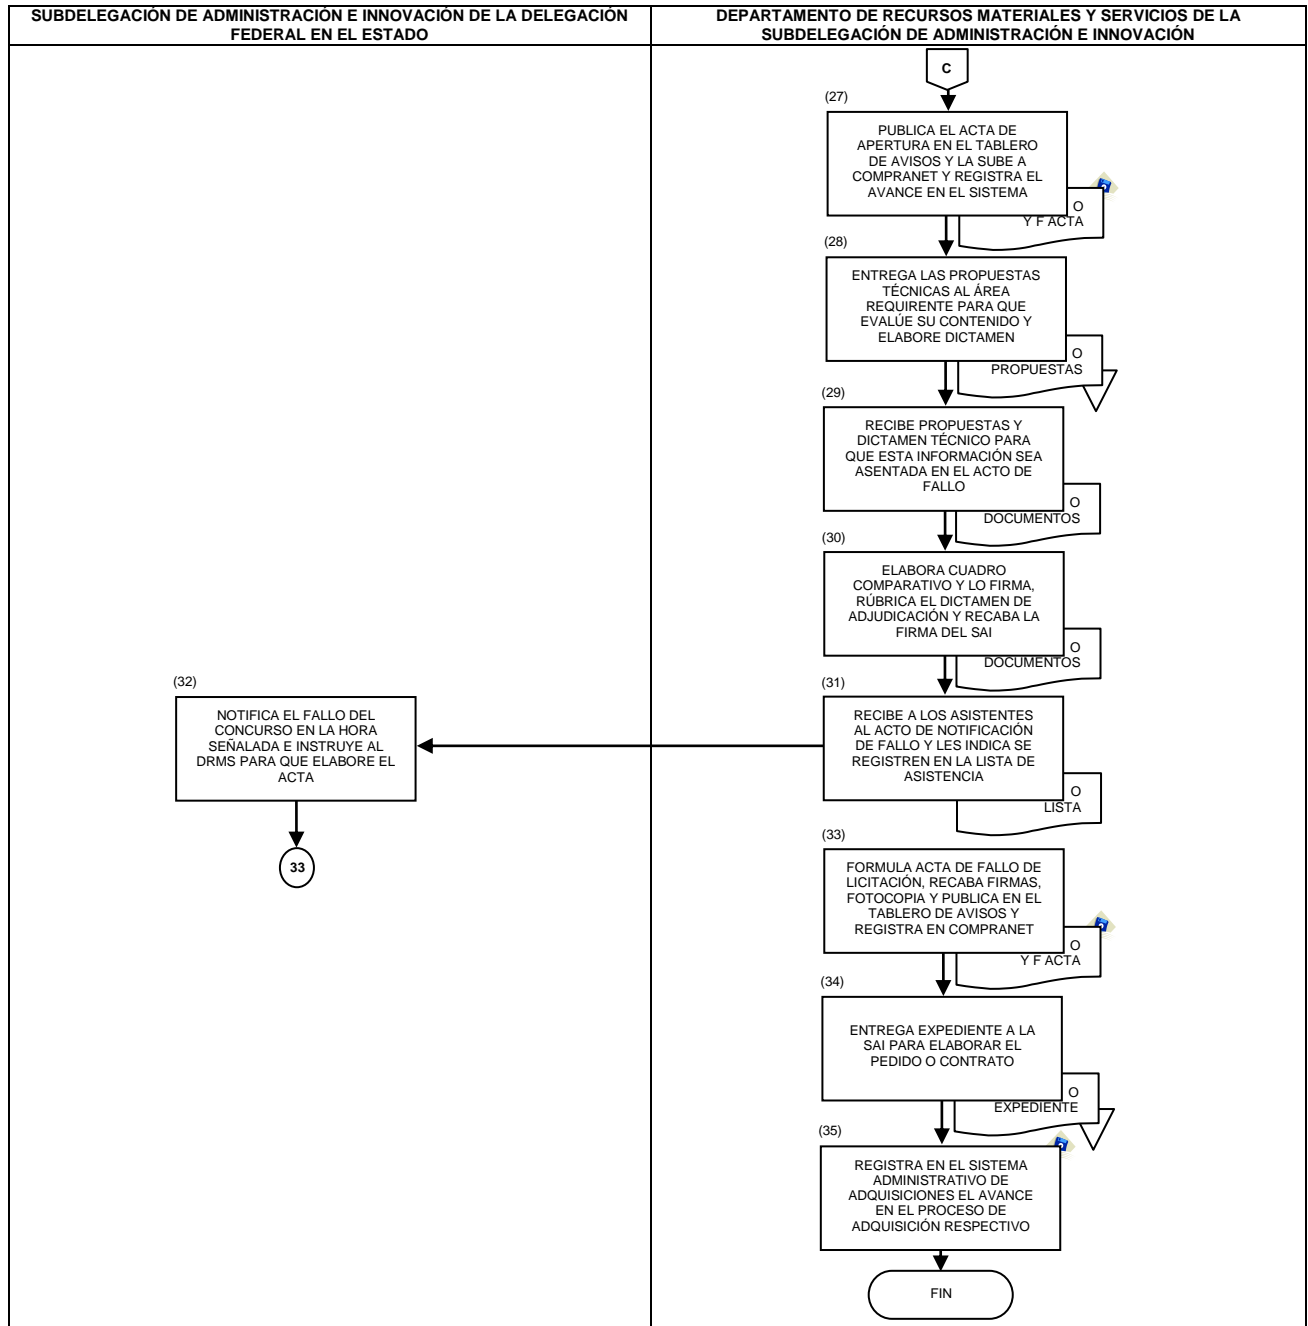 SUBDELEGACIÓN DE ADMINISTRACIÓN E INNOVACIÓN DE LA DELEGACIÓN
FEDERAL EN EL ESTADO
DEPARTAMENTO DE RECURSOS MATERIALES Y SERVICIOS DE LA
SUBDELEGACIÓN DE ADMINISTRACIÓN E INNOVACIÓN
C
(27)
PUBLICA EL ACTA DE
APERTURA EN EL TABLERO
DE AVISOS Y LA SUBE A
COMPRANET Y REGISTRA EL
AVANCE EN EL SISTEMA
O
Y F ACTA
(28)
ENTREGA LAS PROPUESTAS
TÉCNICAS AL ÁREA
REQUIRENTE PARA QUE
EVALÚE SU CONTENIDO Y
ELABORE DICTAMEN
O
PROPUESTAS
(29)
RECIBE PROPUESTAS Y
DICTAMEN TÉCNICO PARA
QUE ESTA INFORMACIÓN SEA
ASENTADA EN EL ACTO DE
FALLO
O
DOCUMENTOS
(30)
ELABORA CUADRO
COMPARATIVO Y LO FIRMA,
RÚBRICA EL DICTAMEN DE
ADJUDICACIÓN Y RECABA LA
FIRMA DEL SAI
O
DOCUMENTOS
(31)
RECIBE A LOS ASISTENTES
AL ACTO DE NOTIFICACIÓN
DE FALLO Y LES INDICA SE
REGISTREN EN LA LISTA DE
ASISTENCIA
O
LISTA
(32)
NOTIFICA EL FALLO DEL
CONCURSO EN LA HORA
SEÑALADA E INSTRUYE AL
DRMS PARA QUE ELABORE EL
ACTA
33
(33)
FORMULA ACTA DE FALLO DE
LICITACIÓN, RECABA FIRMAS,
FOTOCOPIA Y PUBLICA EN EL
TABLERO DE AVISOS Y
REGISTRA EN COMPRANET
O
Y F ACTA
(34)
ENTREGA EXPEDIENTE A LA
SAI PARA ELABORAR EL
PEDIDO O CONTRATO
O
EXPEDIENTE
(35)
REGISTRA EN EL SISTEMA
ADMINISTRATIVO DE
ADQUISICIONES EL AVANCE
EN EL PROCESO DE
ADQUISICIÓN RESPECTIVO
FIN